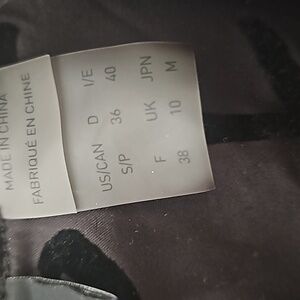 MADE IN CHINA
FABRIQUÉ EN CHINE
US/CAN D I/E
S/P 36 40
F UK JPN
38 10 M